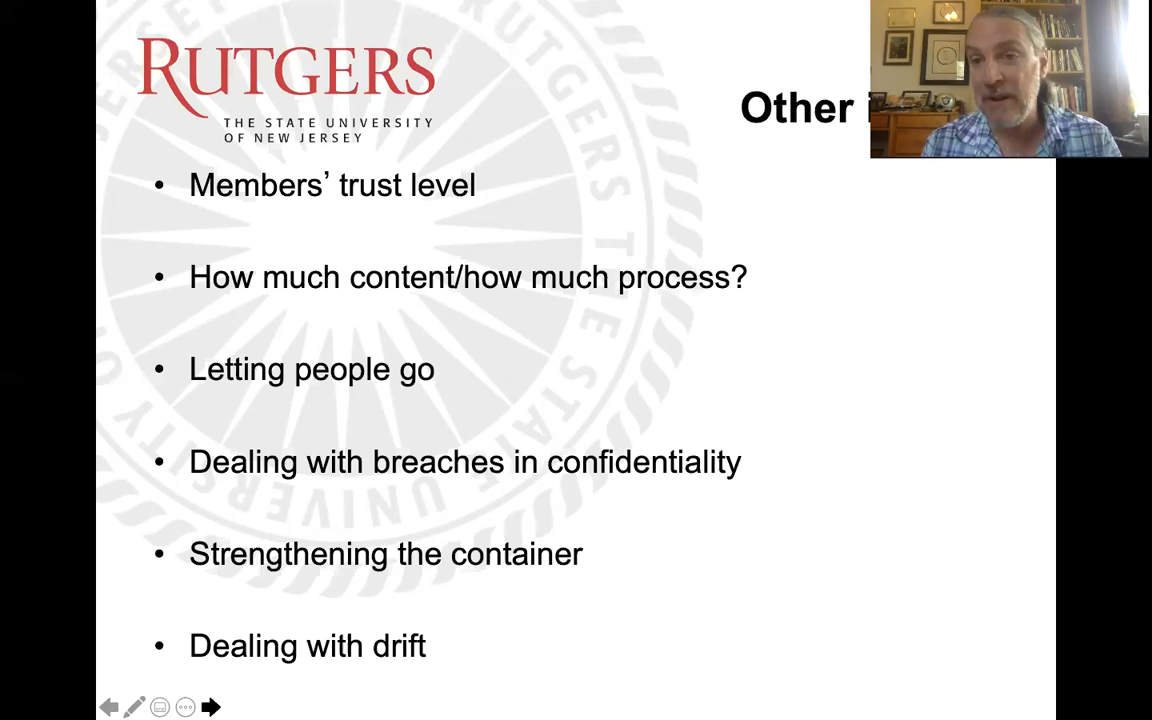 RUTGERS
THE STATE UNIVERSITY
OF NEW JERSEY
Other
• Members’ trust level
• How much content/how much process?
• Letting people go
• Dealing with breaches in confidentiality
• Strengthening the container
• Dealing with drift